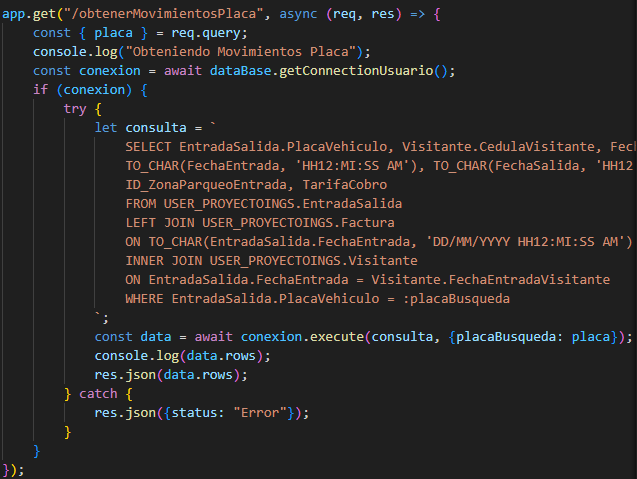 app.get("/obtenerMovimientosPlaca", async (req, res) => {
    const { placa } = req.query;
    console.log("Obteniendo Movimientos Placa");
    const conexion = await dataBase.getConnectionUsuario();
    if (conexion) {
        try {
            let consulta = `
                SELECT EntradaSalida.PlacaVehiculo, Visitante.CedulaVisitante, Fec
                TO_CHAR(FechaEntrada, 'HH12:MI:SS AM'), TO_CHAR(FechaSalida, 'HH12
                ID_ZonaParqueoEntrada, TarifaCobro
                FROM USER_PROYECTOINGS.EntradaSalida
                LEFT JOIN USER_PROYECTOINGS.Factura
                ON TO_CHAR(EntradaSalida.FechaEntrada, 'DD/MM/YYYY HH12:MI:SS AM')
                INNER JOIN USER_PROYECTOINGS.Visitante
                ON EntradaSalida.FechaEntrada = Visitante.FechaEntradaVisitante
                WHERE EntradaSalida.PlacaVehiculo = :placaBusqueda
            `;
            const data = await conexion.execute(consulta, {placaBusqueda: placa});
            console.log(data.rows);
            res.json(data.rows);
        } catch {
            res.json({status: "Error"});
        }
    }
});